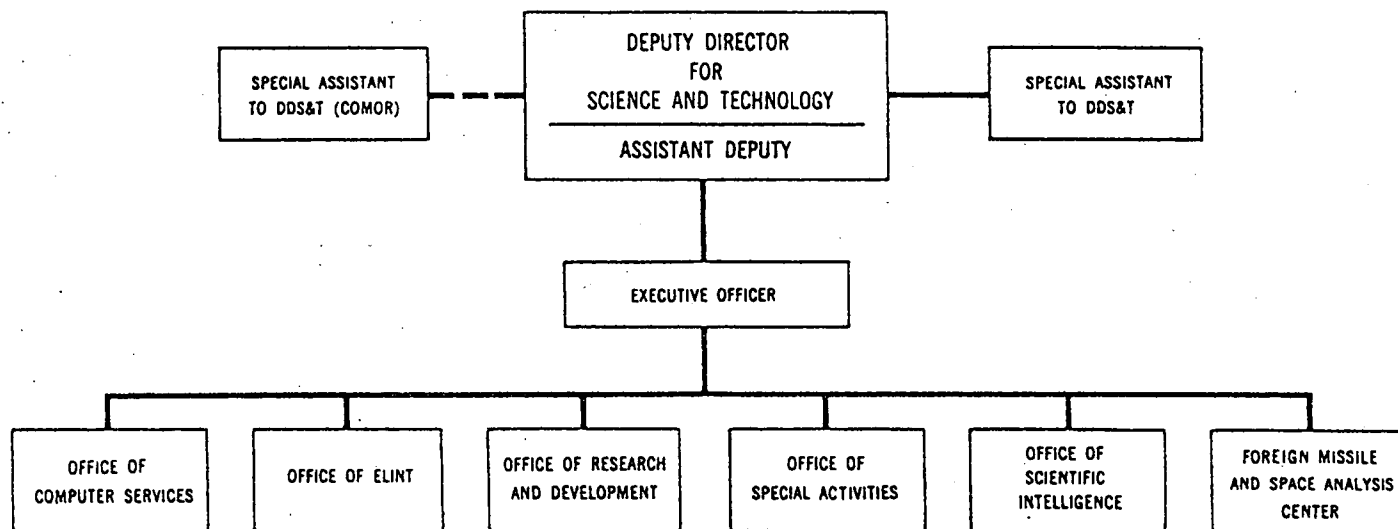 DEPUTY DIRECTOR
FOR
SCIENCE AND TECHNOLOGY
ASSISTANT DEPUTY
SPECIAL ASSISTANT
TO DDS&T (COMOR)
SPECIAL ASSISTANT
TO DDS&T
EXECUTIVE OFFICER
OFFICE OF
COMPUTER SERVICES
OFFICE OF ELINT
OFFICE OF RESEARCH
AND DEVELOPMENT
OFFICE OF
SPECIAL ACTIVITIES
OFFICE OF
SCIENTIFIC
INTELLIGENCE
FOREIGN MISSILE
AND SPACE ANALYSIS
CENTER